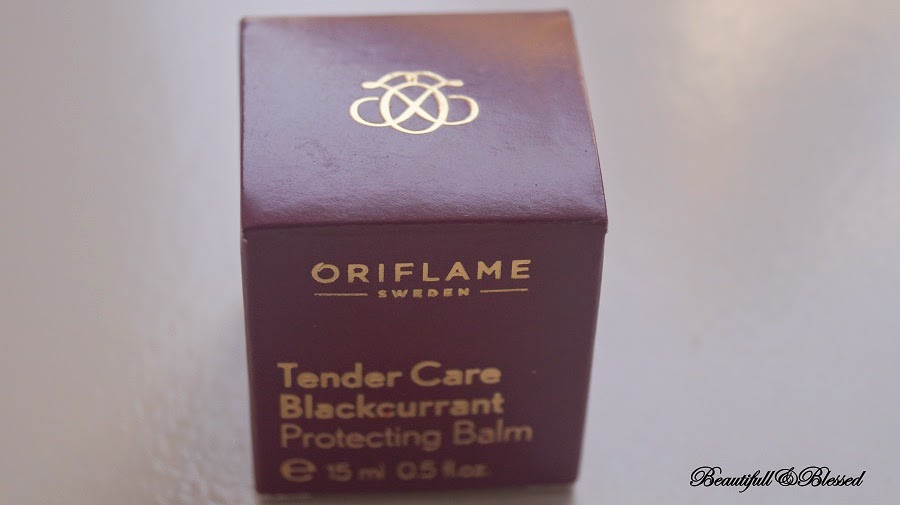 ORIFLAME
SWEDEN
Tender Care
Blackcurrant
Protecting Balm
℮ 15 ml 0.5 fl.oz.
Beautifull&Blessed